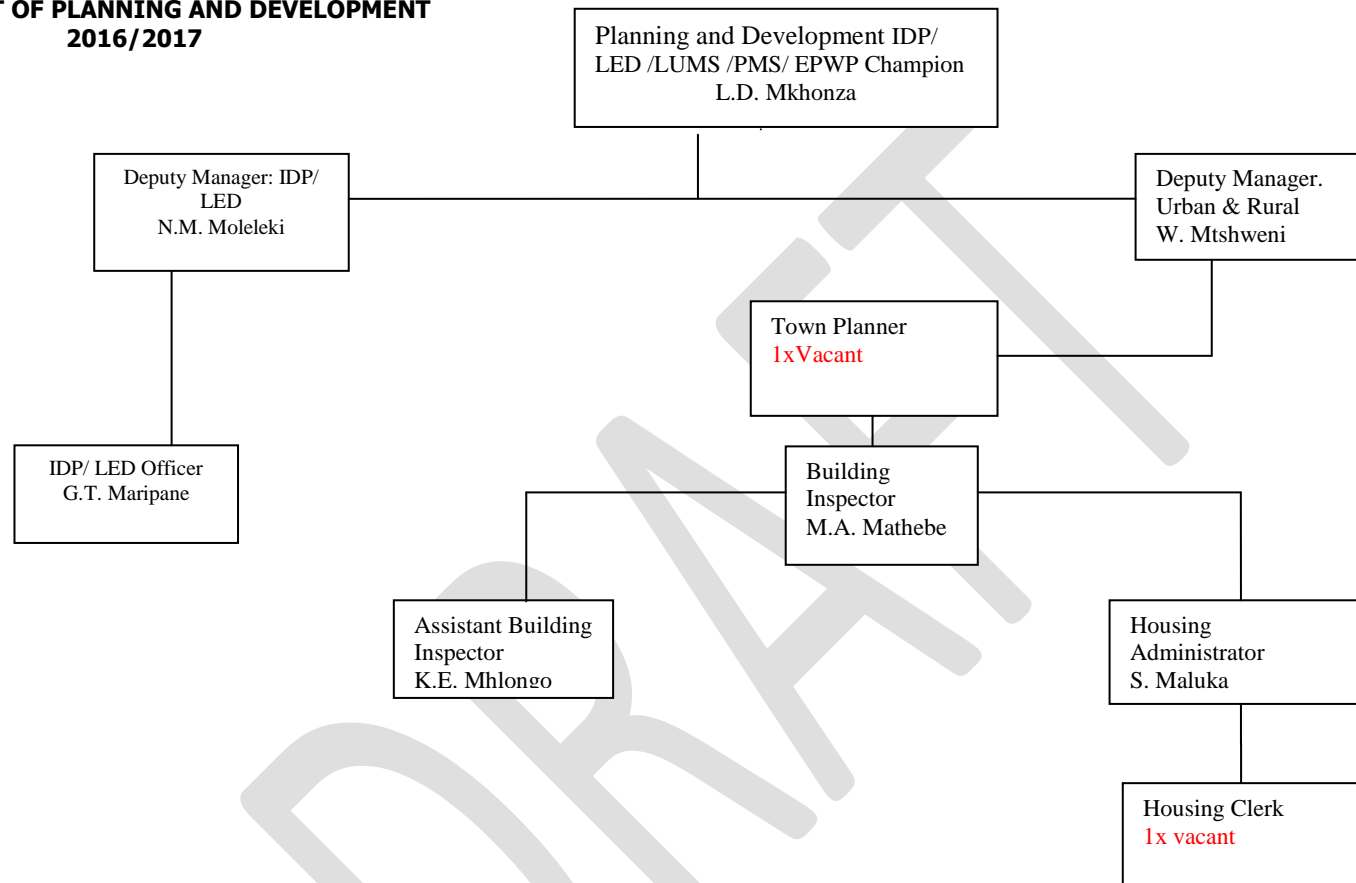 T OF PLANNING AND DEVELOPMENT
2016/2017
Planning and Development IDP/
LED /LUMS /PMS/ EPWP Champion
L.D. Mkhonza
Deputy Manager: IDP/
LED
N.M. Moleleki
Deputy Manager.
Urban & Rural
W. Mtshweni
Town Planner
1xVacant
IDP/ LED Officer
G.T. Maripane
Building
Inspector
M.A. Mathebe
Assistant Building
Inspector
K.E. Mhlongo
Housing
Administrator
S. Maluka
Housing Clerk
1x vacant
DRAFT